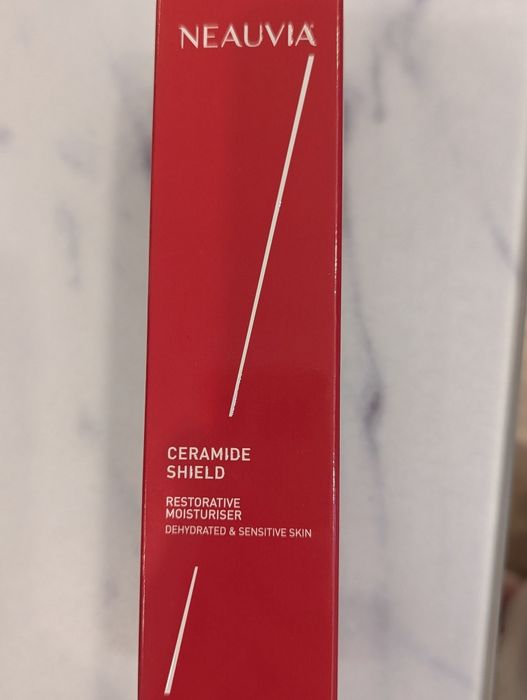 NEAUVIA
CERAMIDE
SHIELD
RESTORATIVE
MOISTURISER
DEHYDRATED & SENSITIVE SKIN